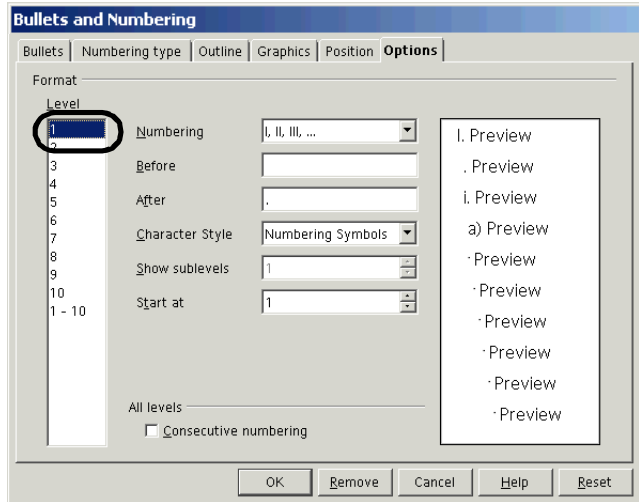 Bullets and Numbering
Bullets Numbering type Outline Graphics Position Options
Format
Level
1
2
3
4
5
6
7
8
9
10
1 - 10
Numbering I, II, III, ...
Before
After .
Character Style Numbering Symbols
Show sublevels 1
Start at 1
All levels
Consecutive numbering
I. Preview
. Preview
i. Preview
a) Preview
· Preview
· Preview
· Preview
· Preview
· Preview
· Preview
OK Remove Cancel Help Reset